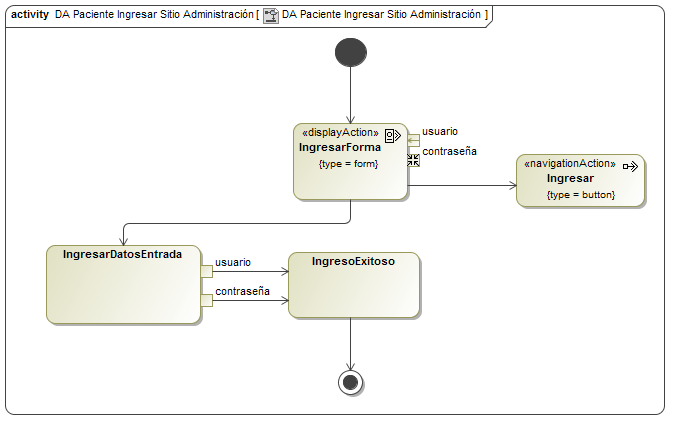 activity DA Paciente Ingresar Sitio Administración [ DA Paciente Ingresar Sitio Administración ]
«displayAction»
IngresarForma
{type = form}
usuario
contraseña
«navigationAction»
Ingresar
{type = button}
IngresarDatosEntrada
usuario
contraseña
IngresoExitoso